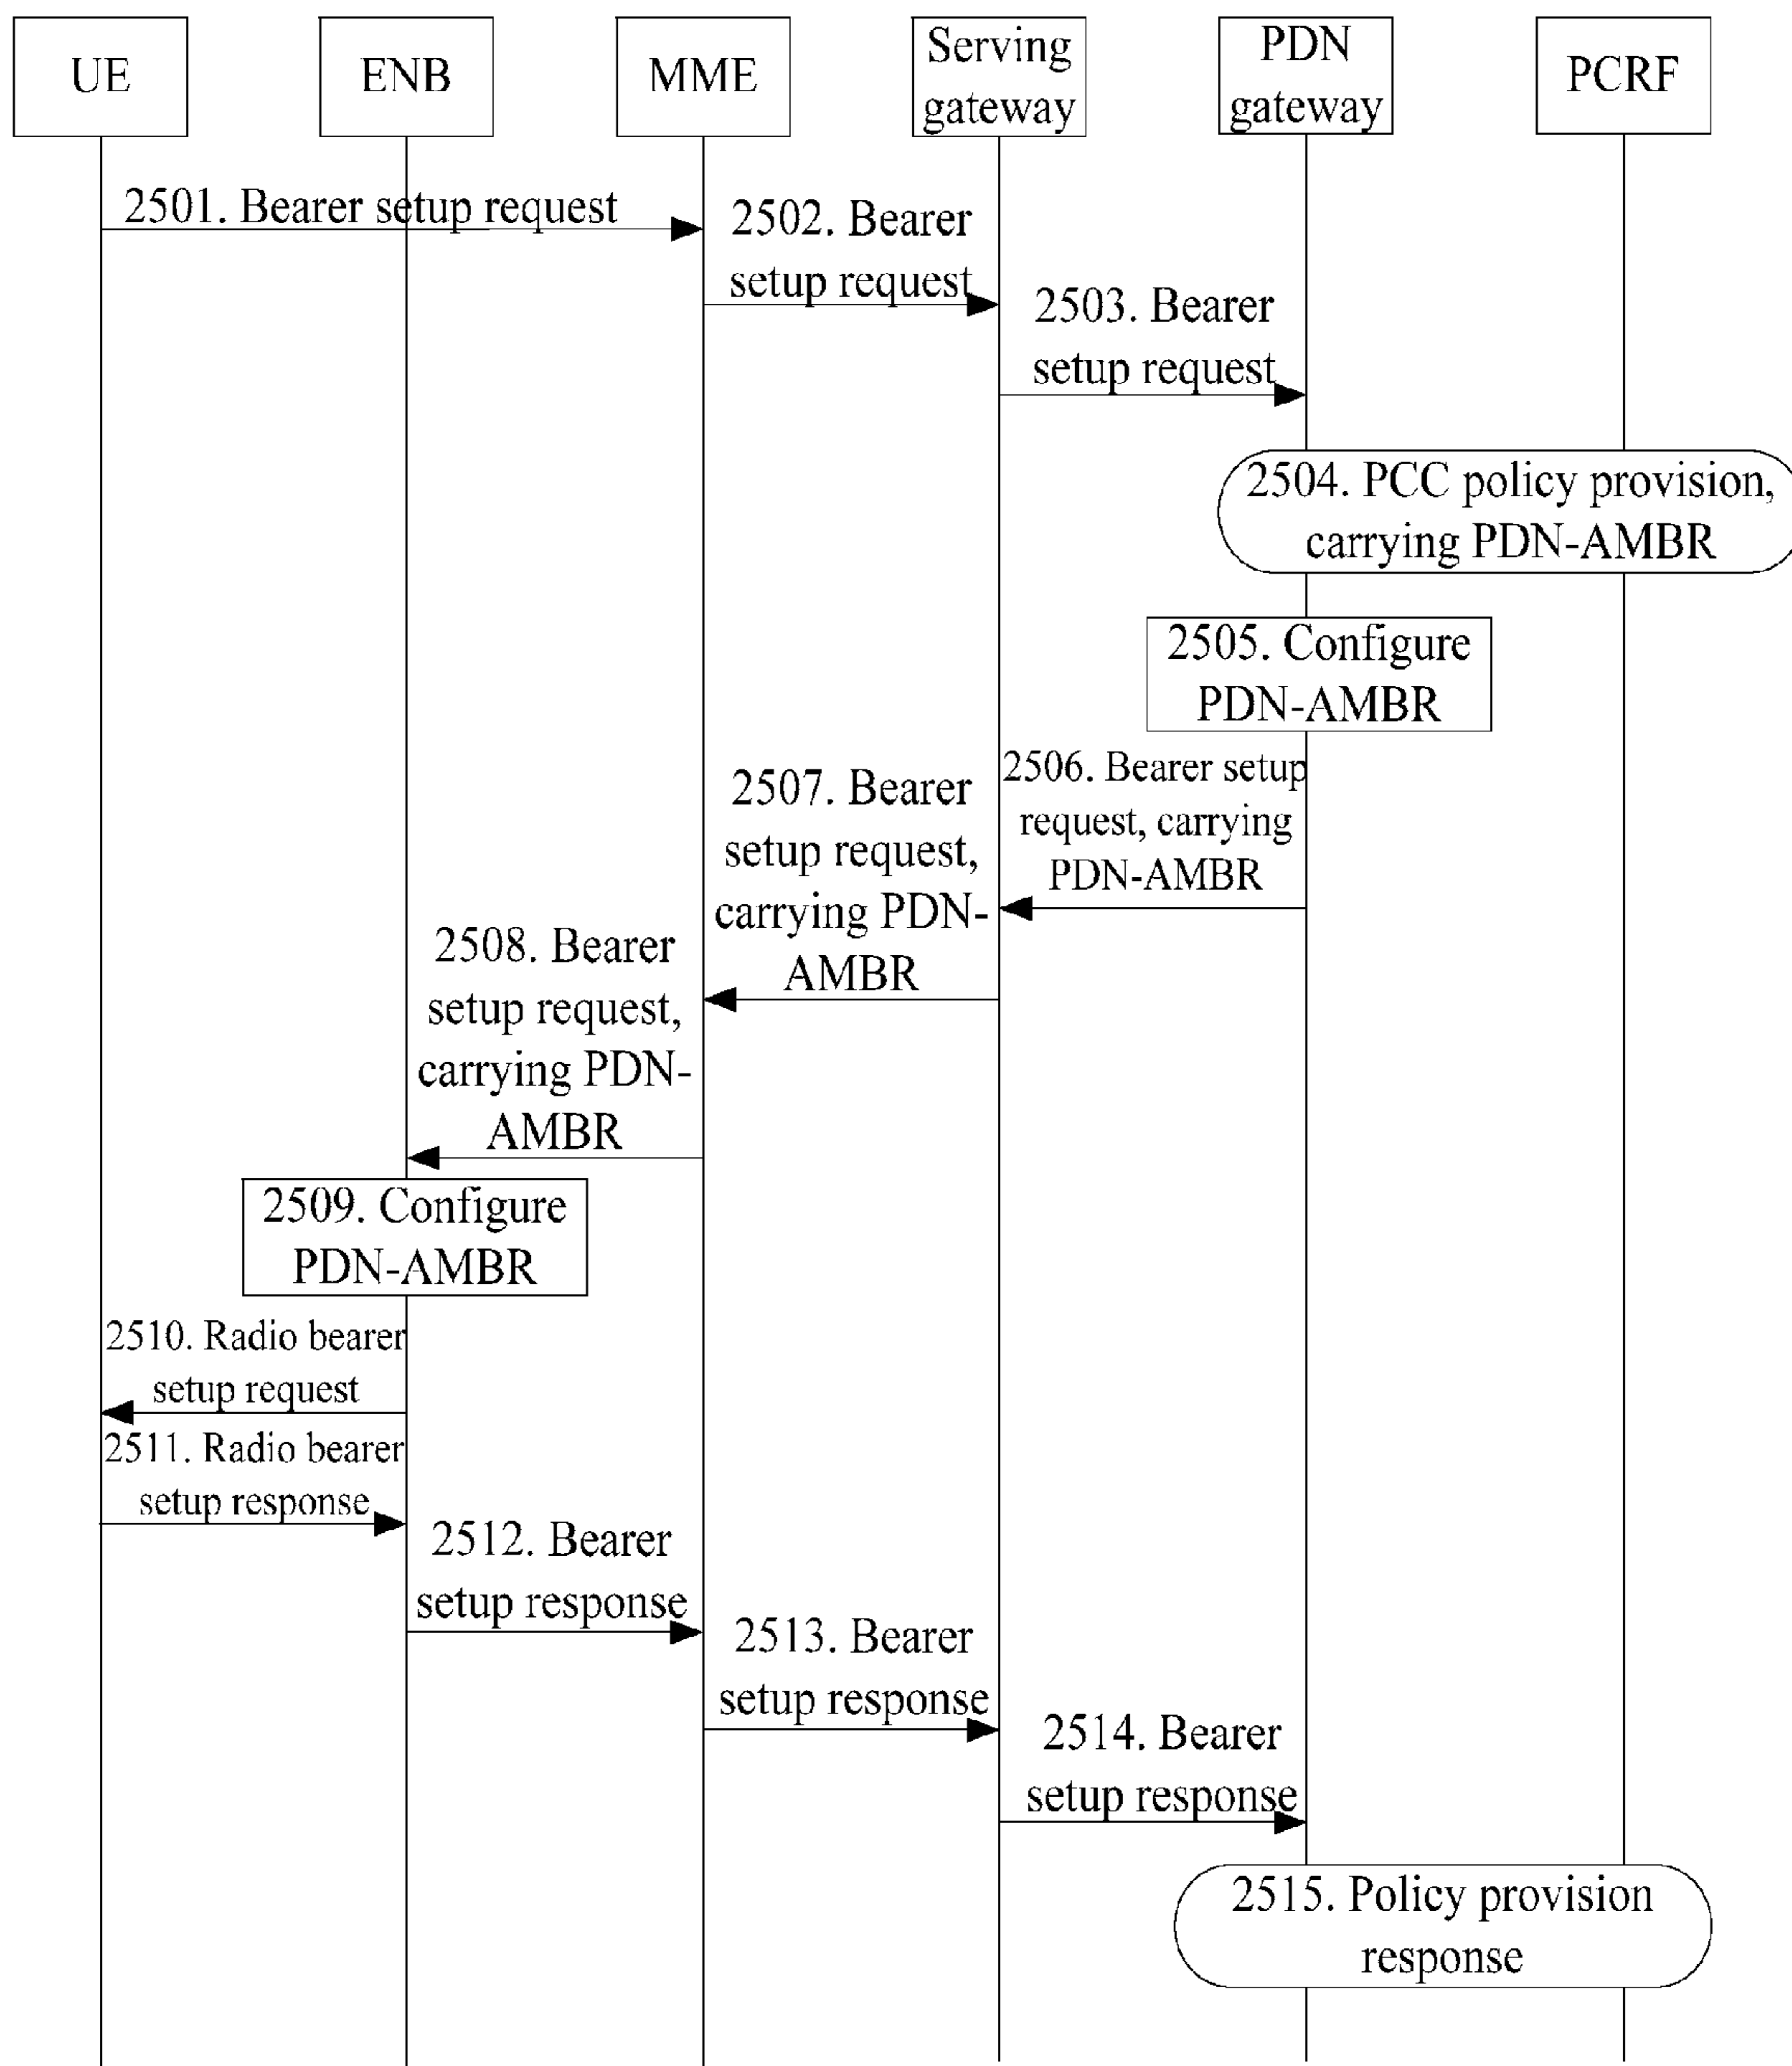 UE
ENB
MME
Serving
gateway
PDN
gateway
PCRF
2501. Bearer setup request
2502. Bearer
setup request
2503. Bearer
setup request
2504. PCC policy provision,
carrying PDN-AMBR
2505. Configure
PDN-AMBR
2506. Bearer setup
request, carrying
PDN-AMBR
2507. Bearer
setup request,
carrying PDN-
AMBR
2508. Bearer
setup request,
carrying PDN-
AMBR
2509. Configure
PDN-AMBR
2510. Radio bearer
setup request
2511. Radio bearer
setup response
2512. Bearer
setup response
2513. Bearer
setup response
2514. Bearer
setup response
2515. Policy provision
response